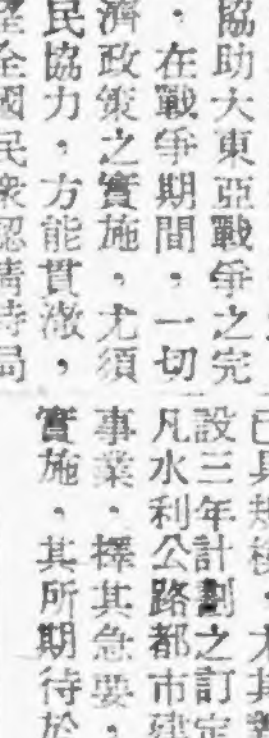 協助大東亞戰爭之完
，在戰爭期間，一切
濟政策之實施，尤須
民協力，方能貫澈，
全國民衆認清時局
已具規模，尤其
設三年計劃之訂定
凡水利公路都市建
事業，擇其急要，
實施，其所期待於